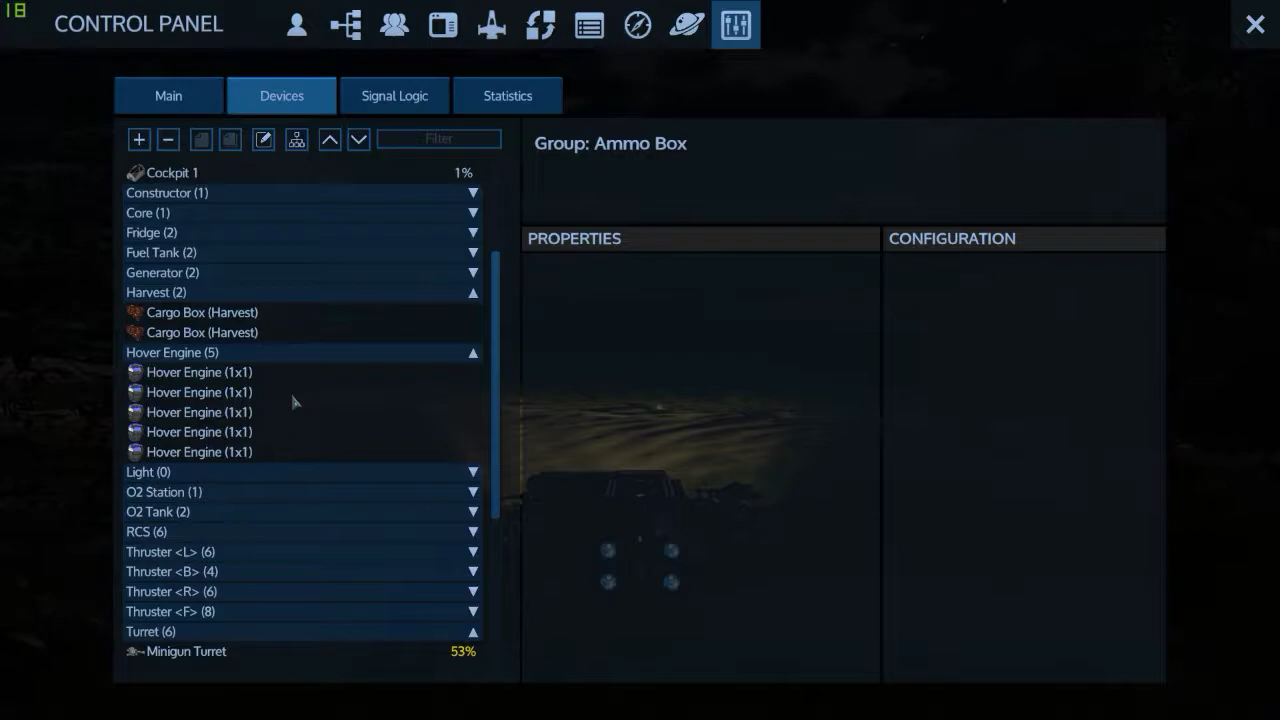 18
CONTROL PANEL
Main
Devices
Signal Logic
Statistics
Filter
Group: Ammo Box
Cockpit 1
1%
Constructor (1)
Core (1)
Fridge (2)
Fuel Tank (2)
Generator (2)
Harvest (2)
Cargo Box (Harvest)
Cargo Box (Harvest)
Hover Engine (5)
Hover Engine (1x1)
Hover Engine (1x1)
Hover Engine (1x1)
Hover Engine (1x1)
Hover Engine (1x1)
Light (0)
O2 Station (1)
O2 Tank (2)
RCS (6)
Thruster <L> (6)
Thruster <B> (4)
Thruster <R> (6)
Thruster <F> (8)
Turret (6)
Minigun Turret
53%
PROPERTIES
CONFIGURATION